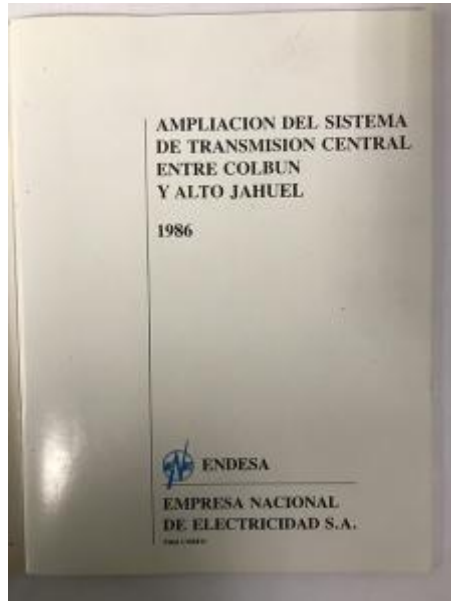 AMPLIACION DEL SISTEMA
DE TRANSMISION CENTRAL
ENTRE COLBUN
Y ALTO JAHUEL
1986
ENDESA
EMPRESA NACIONAL
DE ELECTRICIDAD S.A.